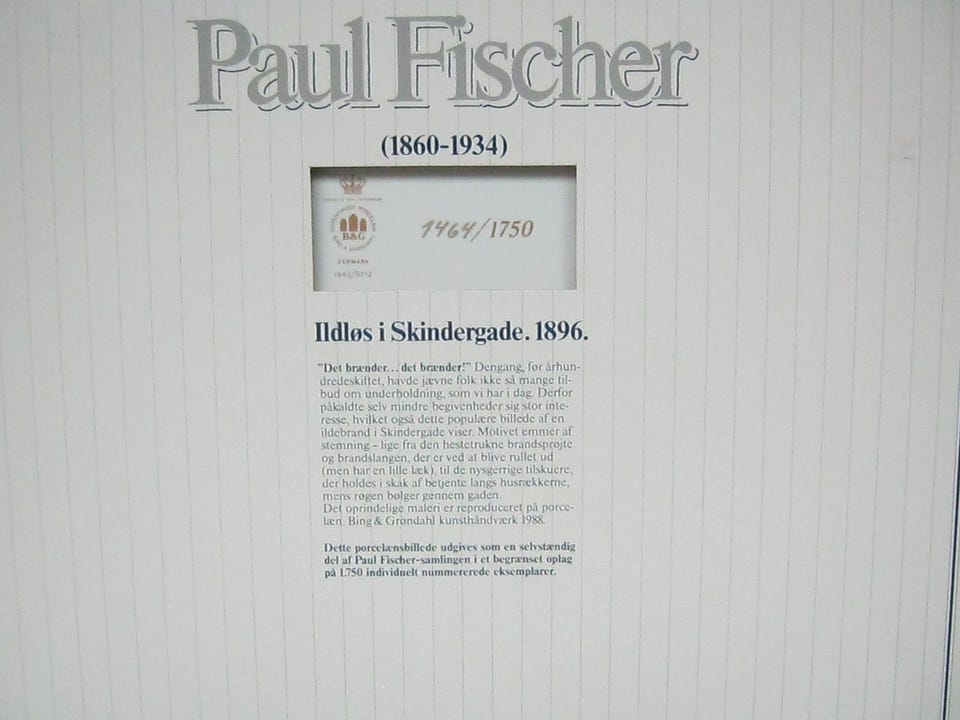 Paul Fischer
(1860-1934)
COPENHAGEN PORCELAIN
B&G
DENMARK
1464/1750
Ildløs i Skindergade. 1896.
"Det brænder... det brænder!" Dengang, før århun-
dredeskiftet, havde jævne folk ikke så mange til-
bud om underholdning, som vi har i dag. Derfor
påkaldte selv mindre begivenheder sig stor inte-
resse, hvilket også dette populære billede af en
ildebrand i Skindergade viser. Motivet emmer af
stemning - lige fra den hestetrukne brandsprøjte
og brandslangen, der er ved at blive rullet ud
(men har en lille læk), til de nysgerrige tilskuere,
der holdes i skak af betjente langs husrækkerne,
mens røgen bølger gennem gaden.
Det oprindelige maleri er reproduceret på porce-
læn. Bing & Grøndahl kunsthåndværk 1988.
Dette porcelænsbillede udgives som en selvstændig
del af Paul Fischer-samlingen i et begrænset oplag
på 1.750 individuelt nummererede eksemplarer.